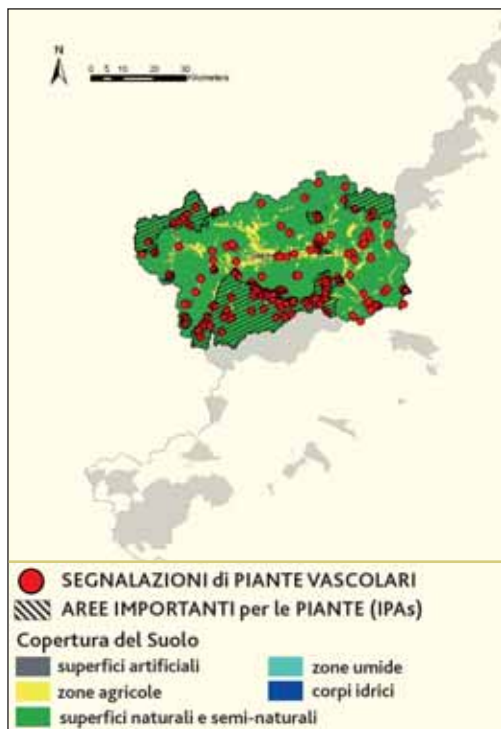 N
0 5 10 20 30
Kilometers
SEGNALAZIONI di PIANTE VASCOLARI
AREE IMPORTANTI per le PIANTE (IPAs)
Copertura del Suolo
superfici artificiali
zone umide
zone agricole
corpi idrici
superfici naturali e semi-naturali